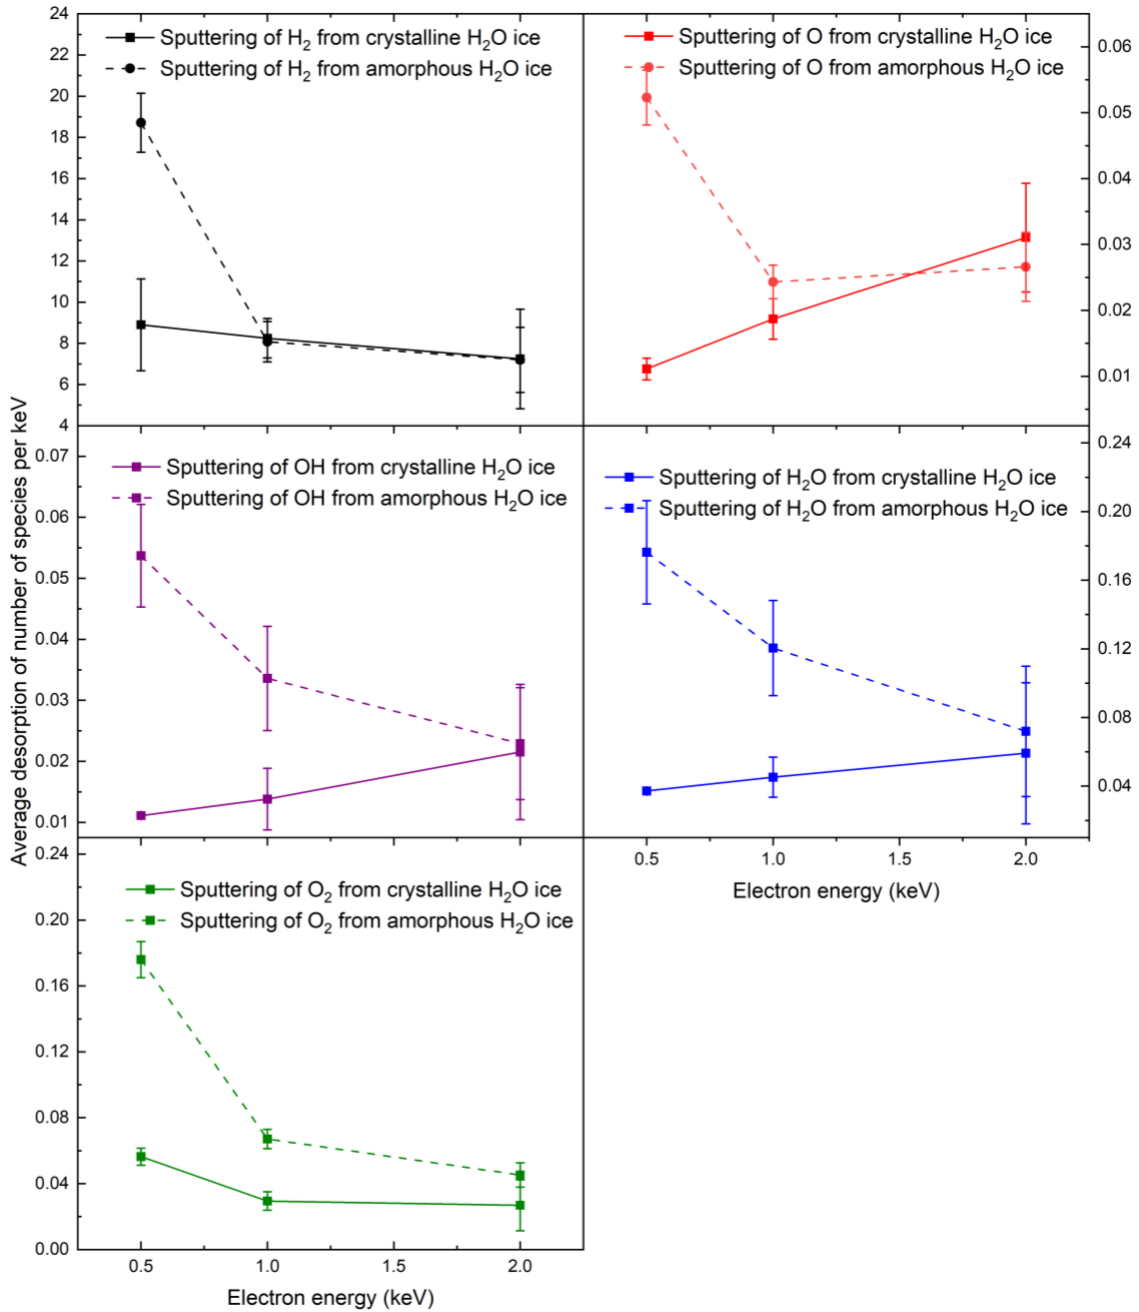 24
22
20
18
16
14
12
10
8
6
4
Sputtering of H₂ from crystalline H₂O ice
Sputtering of H₂ from amorphous H₂O ice
Sputtering of O from crystalline H₂O ice
Sputtering of O from amorphous H₂O ice
0.06
0.05
0.04
0.03
0.02
0.01
Average desorption of number of species per keV
0.07
0.06
0.05
0.04
0.03
0.02
0.01
Sputtering of OH from crystalline H₂O ice
Sputtering of OH from amorphous H₂O ice
Sputtering of H₂O from crystalline H₂O ice
Sputtering of H₂O from amorphous H₂O ice
0.24
0.20
0.16
0.12
0.08
0.04
0.5 1.0 1.5 2.0
Electron energy (keV)
0.24
0.20
0.16
0.12
0.08
0.04
0.00
Sputtering of O₂ from crystalline H₂O ice
Sputtering of O₂ from amorphous H₂O ice
0.5 1.0 1.5 2.0
Electron energy (keV)